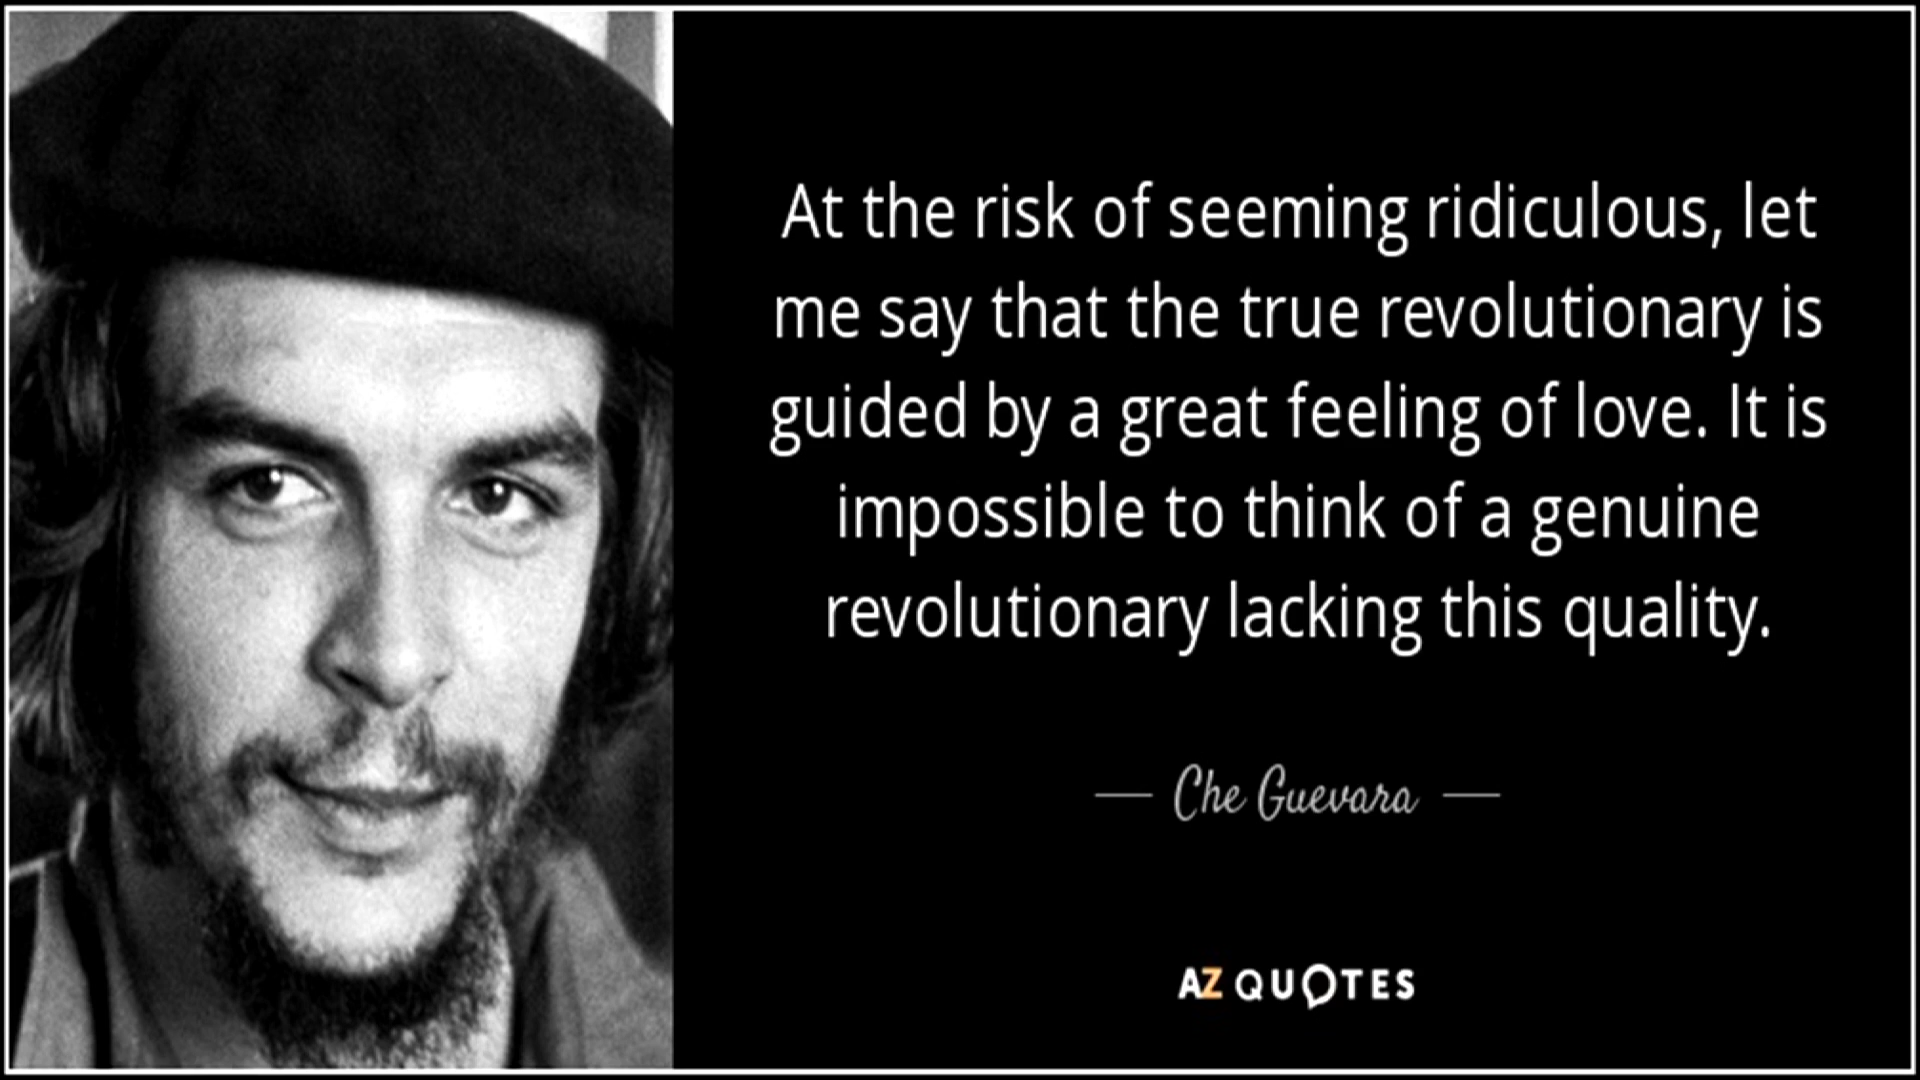 At the risk of seeming ridiculous, let
me say that the true revolutionary is
guided by a great feeling of love. It is
impossible to think of a genuine
revolutionary lacking this quality.
— Che Guevara —
AZ QUOTES